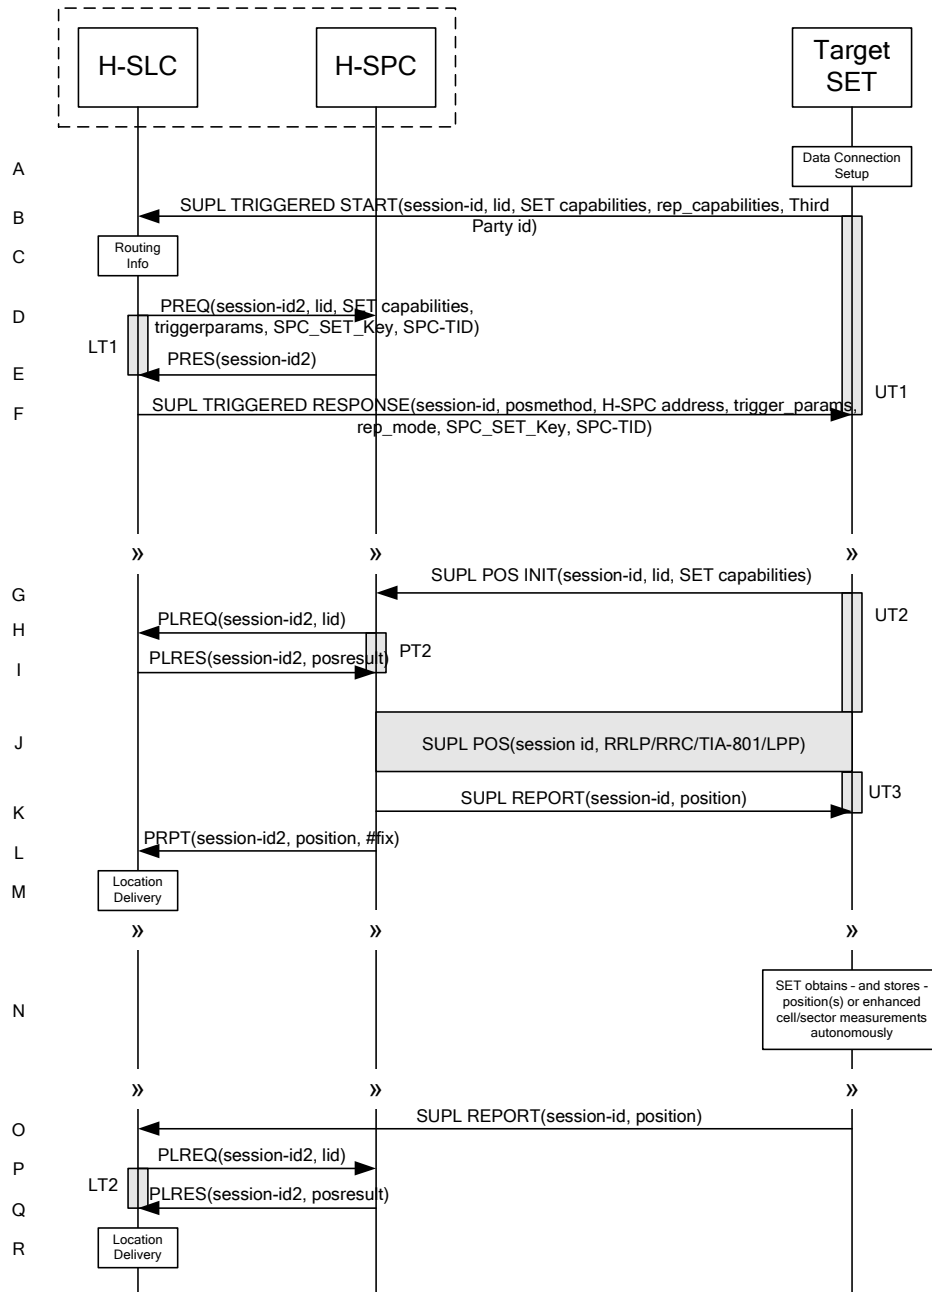 H-SLC
H-SPC
Target
SET
A
Data Connection
Setup
B
SUPL TRIGGERED START(session-id, lid, SET capabilities, rep_capabilities, Third
Party id)
C
Routing
Info
D
PREQ(session-id2, lid, SET capabilities,
triggerparams, SPC_SET_Key, SPC-TID)
LT1
E
PRES(session-id2)
UT1
F
SUPL TRIGGERED RESPONSE(session-id, posmethod, H-SPC address, trigger_params,
rep_mode, SPC_SET_Key, SPC-TID)
» » »
G
SUPL POS INIT(session-id, lid, SET capabilities)
UT2
H
PLREQ(session-id2, lid)
PT2
I
PLRES(session-id2, posresult)
J
SUPL POS(session id, RRLP/RRC/TIA-801/LPP)
UT3
K
SUPL REPORT(session-id, position)
L
PRPT(session-id2, position, #fix)
M
Location
Delivery
» » »
N
SET obtains - and stores -
position(s) or enhanced
cell/sector measurements
autonomously
» » »
O
SUPL REPORT(session-id, position)
P
PLREQ(session-id2, lid)
LT2
Q
PLRES(session-id2, posresult)
R
Location
Delivery